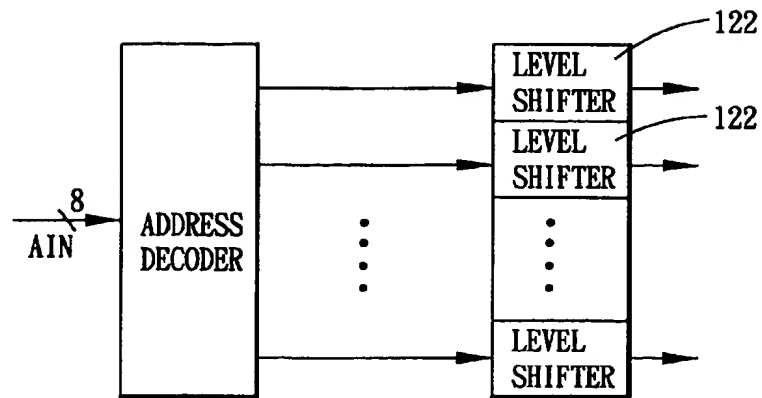 122
LEVEL
SHIFTER
122
LEVEL
SHIFTER
8
AIN
ADDRESS
DECODER
LEVEL
SHIFTER